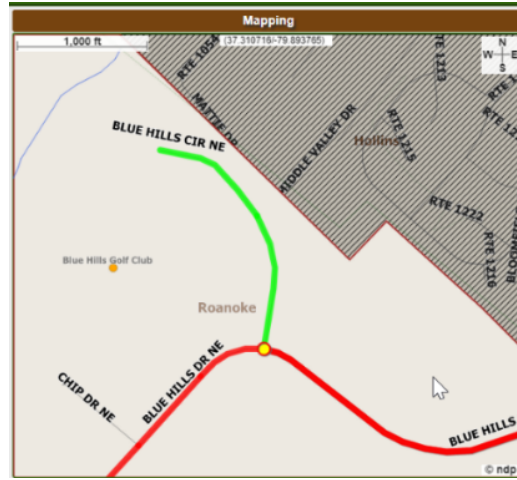 Mapping
1,000 ft
(37.310716/-79.893765)
N
W
E
S
RTE 1054
RTE 1213
MATTIE DR
BLUE HILLS CIR NE
MIDDLE VALLEY DR
Hollins
RTE 1215
RTE 1222
RTE 1216
Blue Hills Golf Club
Roanoke
BLUE HILLS DR NE
CHIP DR NE
BLUE HILLS
© ndp